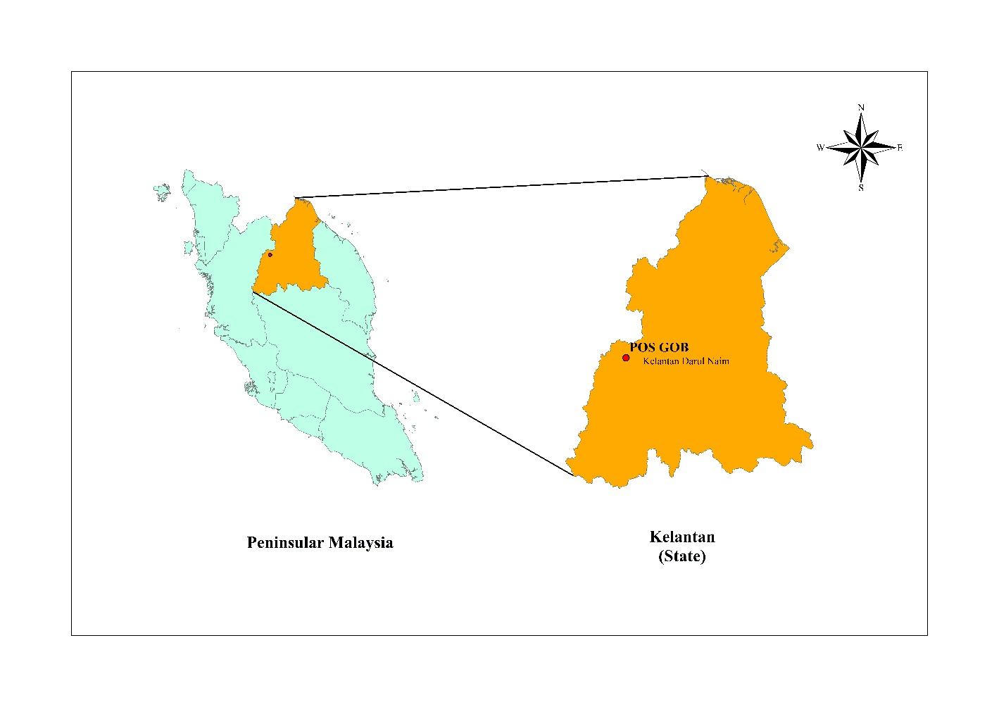 N
W E
S
POS GOB
Kelantan Darul Naim
Peninsular Malaysia
Kelantan
(State)